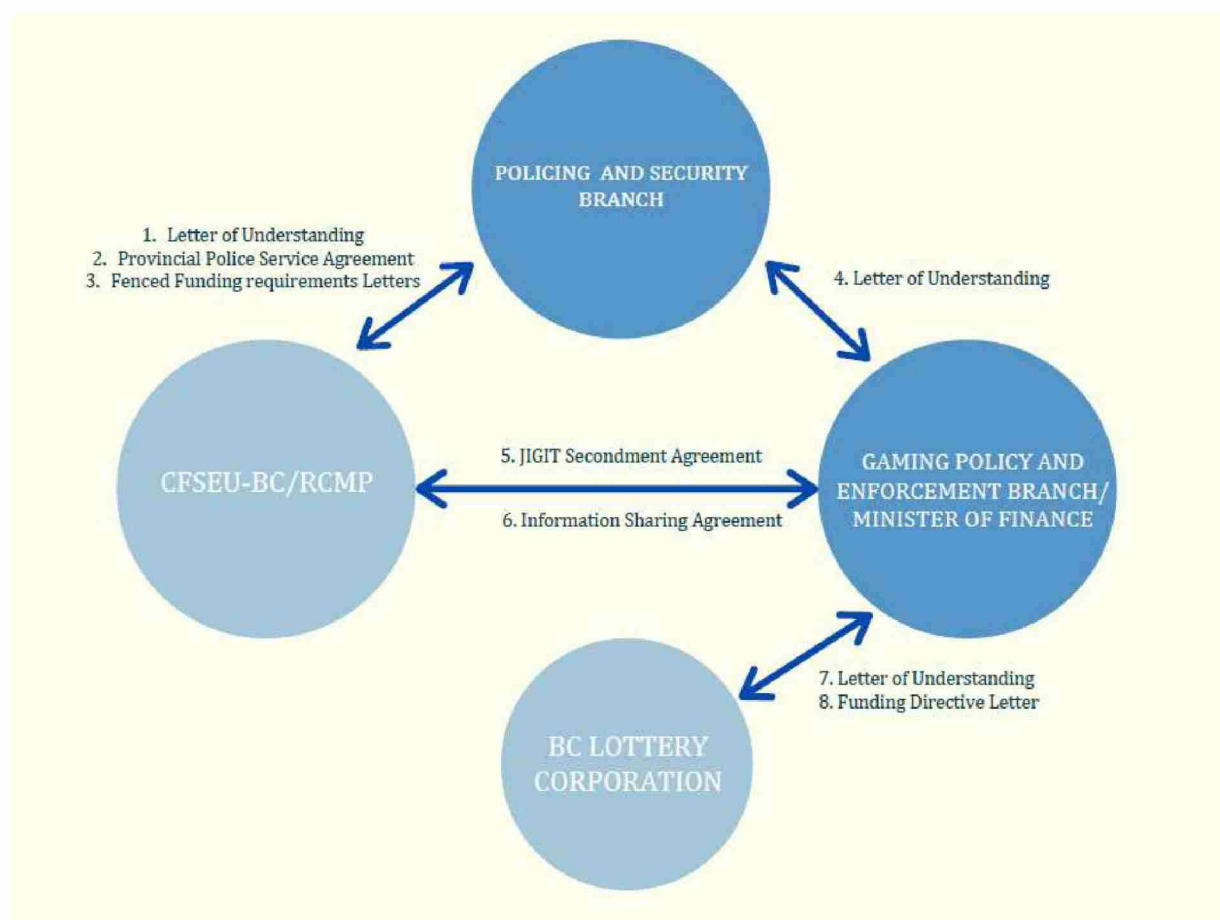 POLICING AND SECURITY
BRANCH
1. Letter of Understanding
2. Provincial Police Service Agreement
3. Fenced Funding requirements Letters
4. Letter of Understanding
CFSEU-BC/RCMP
5. JIGIT Secondment Agreement
6. Information Sharing Agreement
GAMING POLICY AND
ENFORCEMENT BRANCH/
MINISTER OF FINANCE
7. Letter of Understanding
8. Funding Directive Letter
BC LOTTERY
CORPORATION